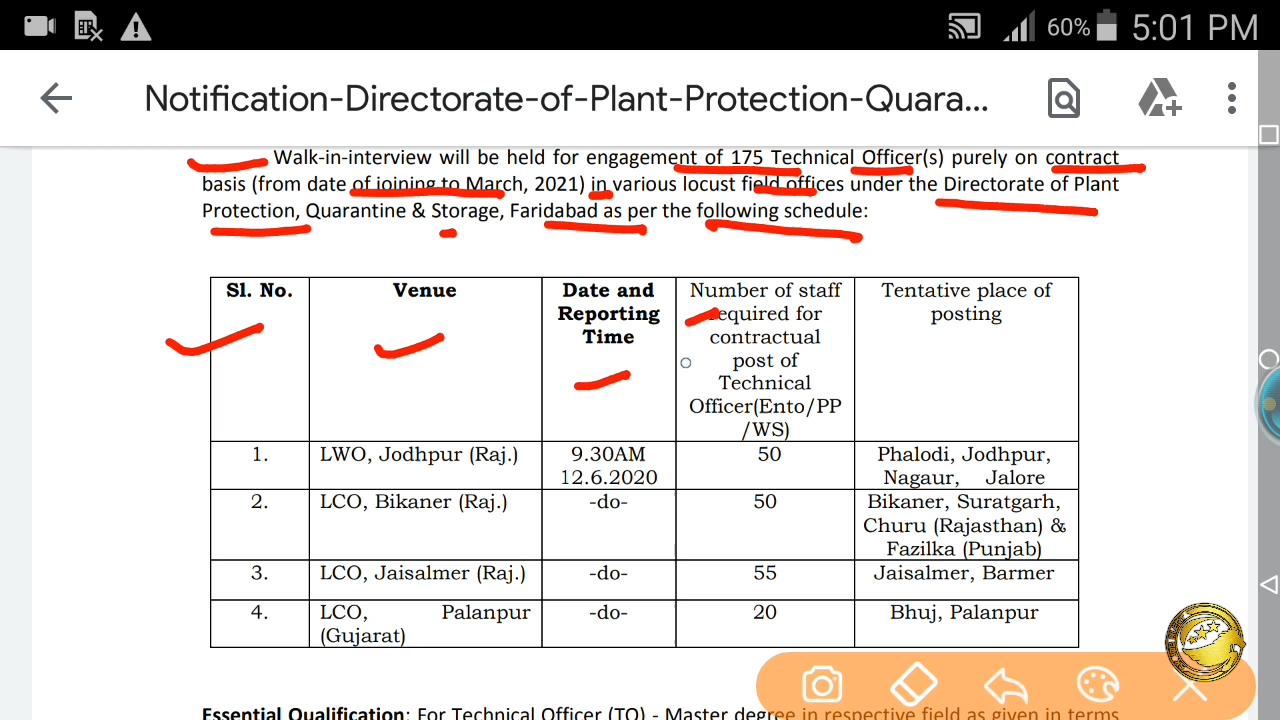 60% 5:01 PM
Notification-Directorate-of-Plant-Protection-Quara...
Walk-in-interview will be held for engagement of 175 Technical Officer(s) purely on contract
basis (from date of joining to March, 2021) in various locust field offices under the Directorate of Plant
Protection, Quarantine & Storage, Faridabad as per the following schedule:
Sl. No. Venue Date and Reporting Time Number of staff required for contractual post of Technical Officer(Ento/PP/WS) Tentative place of posting
1. LWO, Jodhpur (Raj.) 9.30AM 12.6.2020 50 Phalodi, Jodhpur, Nagaur, Jalore
2. LCO, Bikaner (Raj.) -do- 50 Bikaner, Suratgarh, Churu (Rajasthan) & Fazilka (Punjab)
3. LCO, Jaisalmer (Raj.) -do- 55 Jaisalmer, Barmer
4. LCO, Palanpur (Gujarat) -do- 20 Bhuj, Palanpur
Essential Qualification: For Technical Officer (TO) - Master degree in respective field as given in terms